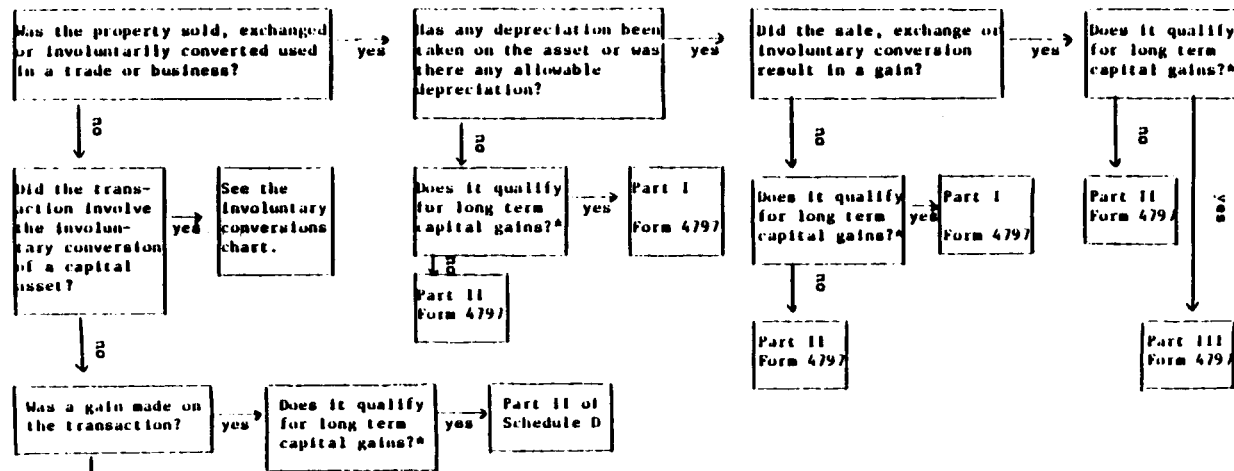 Was the property sold, exchanged
or involuntarily converted used
in a trade or business?
yes
Has any depreciation been
taken on the asset or was
there any allowable
depreciation?
yes
Did the sale, exchange or
involuntary conversion
result in a gain?
yes
Does it qualify
for long term
capital gains?*
no
no
no
no
yes
Did the trans-
action involve
the involun-
tary conversion
of a capital
asset?
yes
See the
involuntary
conversions
chart.
Does it qualify
for long term
capital gains?*
yes
Part I
Form 4797
Does it qualify
for long term
capital gains?*
yes
Part I
Form 4797
Part II
Form 4797
no
Part II
Form 4797
no
Part II
Form 4797
Part III
Form 4797
no
Was a gain made on
the transaction?
yes
Does it qualify
for long term
capital gains?*
yes
Part II of
Schedule D